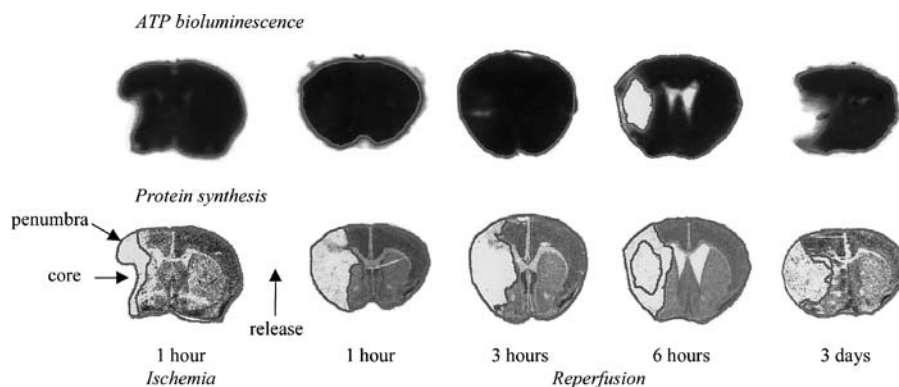 ATP bioluminescence
Protein synthesis
penumbra
core
release
1 hour
1 hour
3 hours
6 hours
3 days
Ischemia
Reperfusion